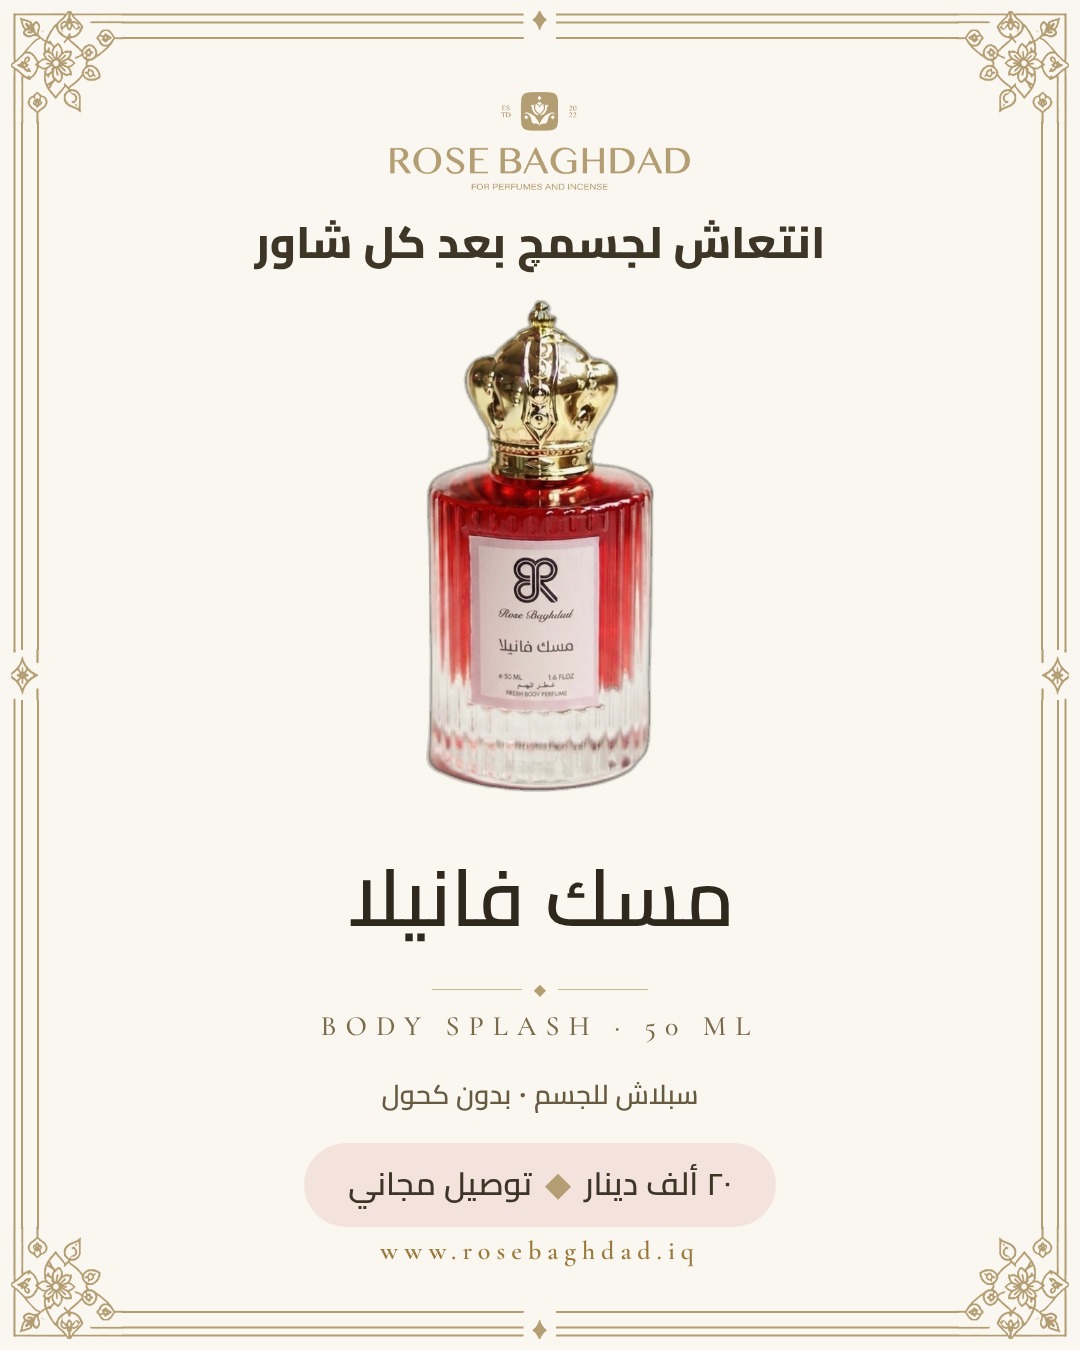 ES TD 20 22
ROSE BAGHDAD
FOR PERFUMES AND INCENSE
انتعاش لجسمچ بعد كل شاور
Rose Baghdad
مسك فانيلا
e 50 ML 1.6 FLOZ
FRESH BODY PERFUME
مسك فانيلا
BODY SPLASH · 50 ML
سبلاش للجسم · بدون كحول
٢٠ ألف دينار ◆ توصيل مجاني
www.rosebaghdad.iq